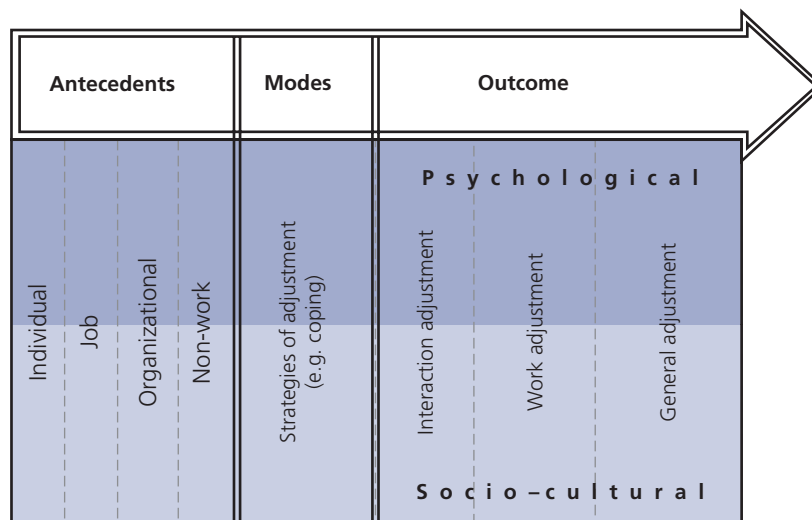 Antecedents
Modes
Outcome
Psychological
Individual
Job
Organizational
Non-work
Strategies of adjustment
(e.g. coping)
Interaction adjustment
Work adjustment
General adjustment
Socio–cultural